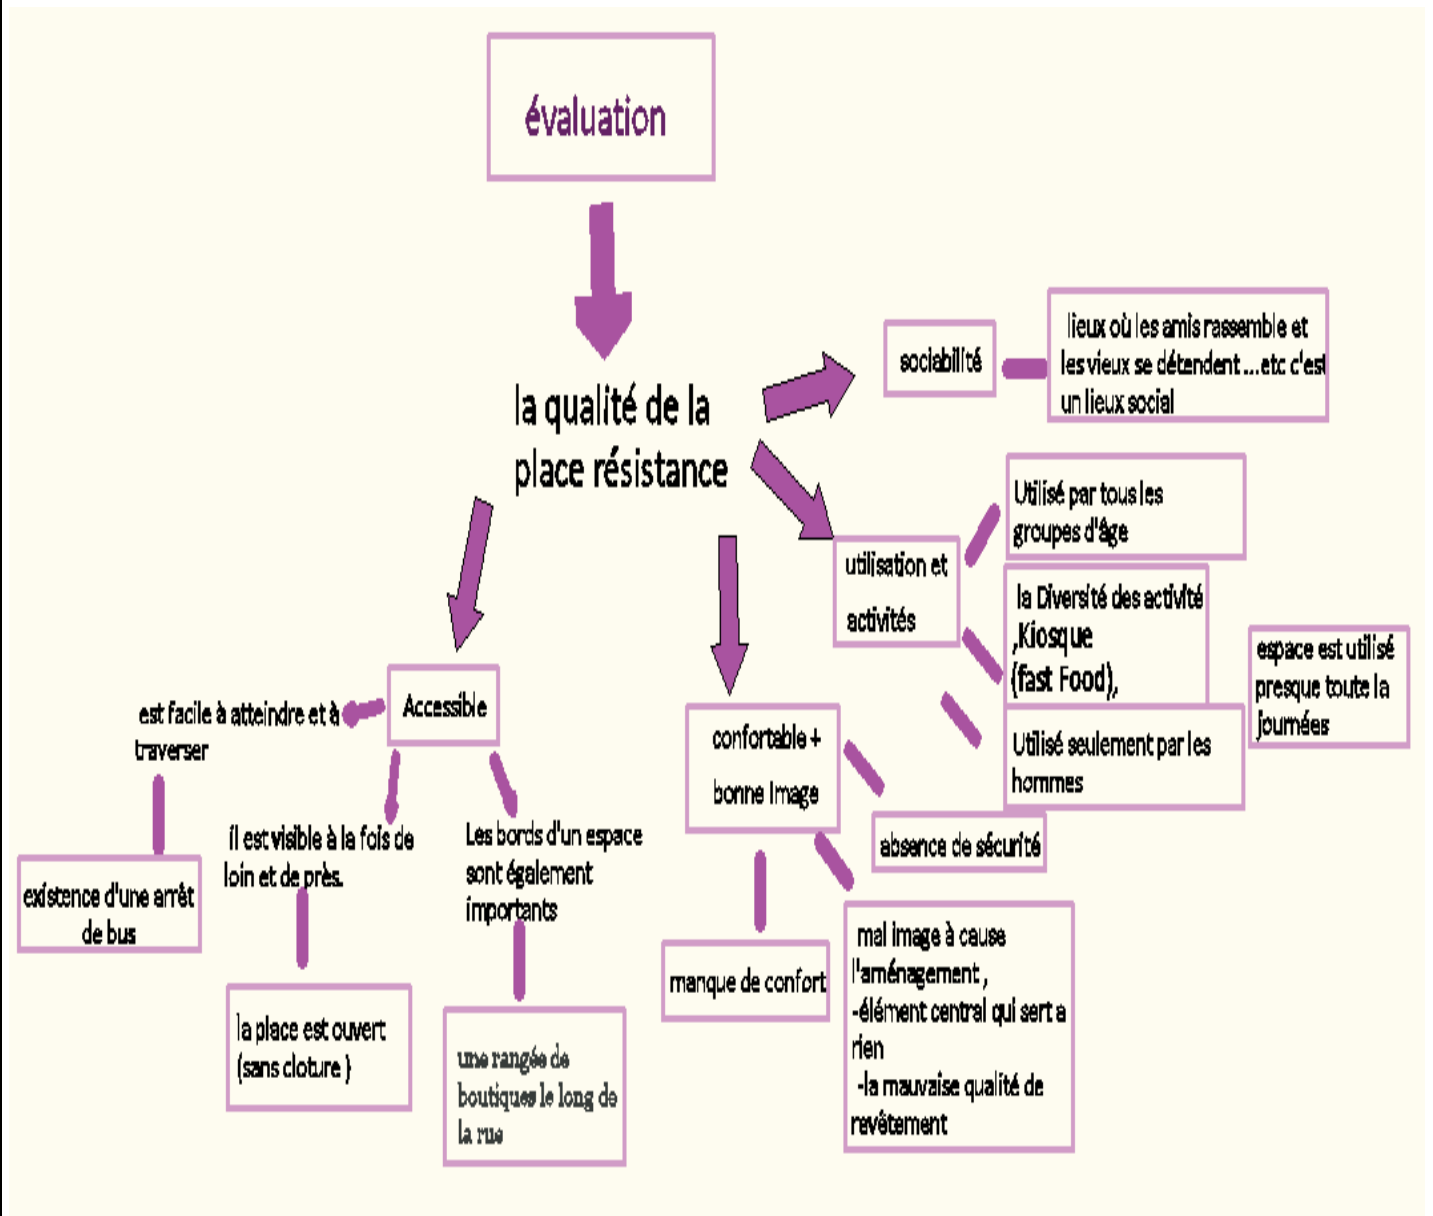 évaluation
la qualité de la
place résistance
sociabilité
lieux où les amis rassemble et
les vieux se détendent ...etc c'est
un lieux social
utilisation et
activités
Utilisé par tous les
groupes d'âge
la Diversité des activité
,Kiosque
(fast Food),
Utilisé seulement par les
hommes
espace est utilisé
presque toute la
journées
confortable +
bonne image
absence de sécurité
manque de confort
mal image à cause
l'aménagement ,
-élément central qui sert a
rien
-la mauvaise qualité de
revêtement
Accessible
est facile à atteindre et à
traverser
existence d'une arrêt
de bus
il est visible à la fois de
loin et de près.
la place est ouvert
(sans cloture )
Les bords d'un espace
sont également
importants
une rangée de
boutiques le long de
la rue